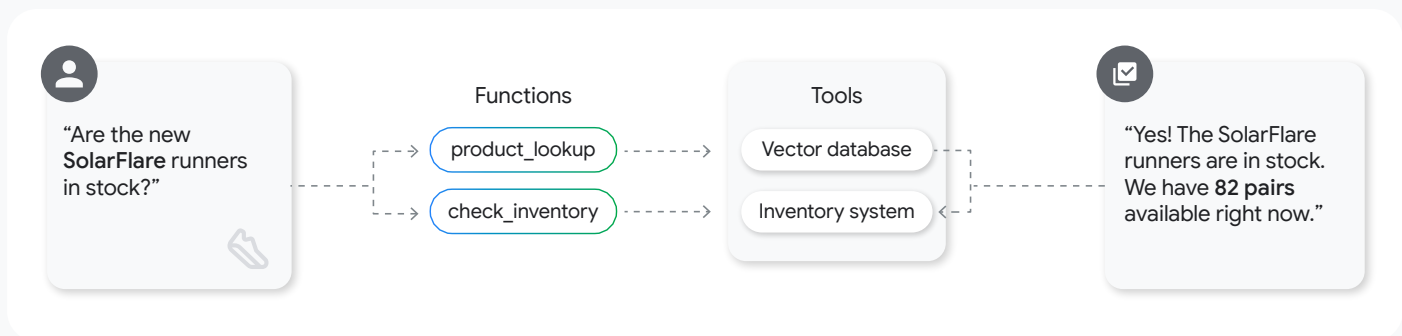 “Are the new
SolarFlare runners
in stock?”
Functions
product_lookup
check_inventory
Tools
Vector database
Inventory system
“Yes! The SolarFlare
runners are in stock.
We have 82 pairs
available right now.”